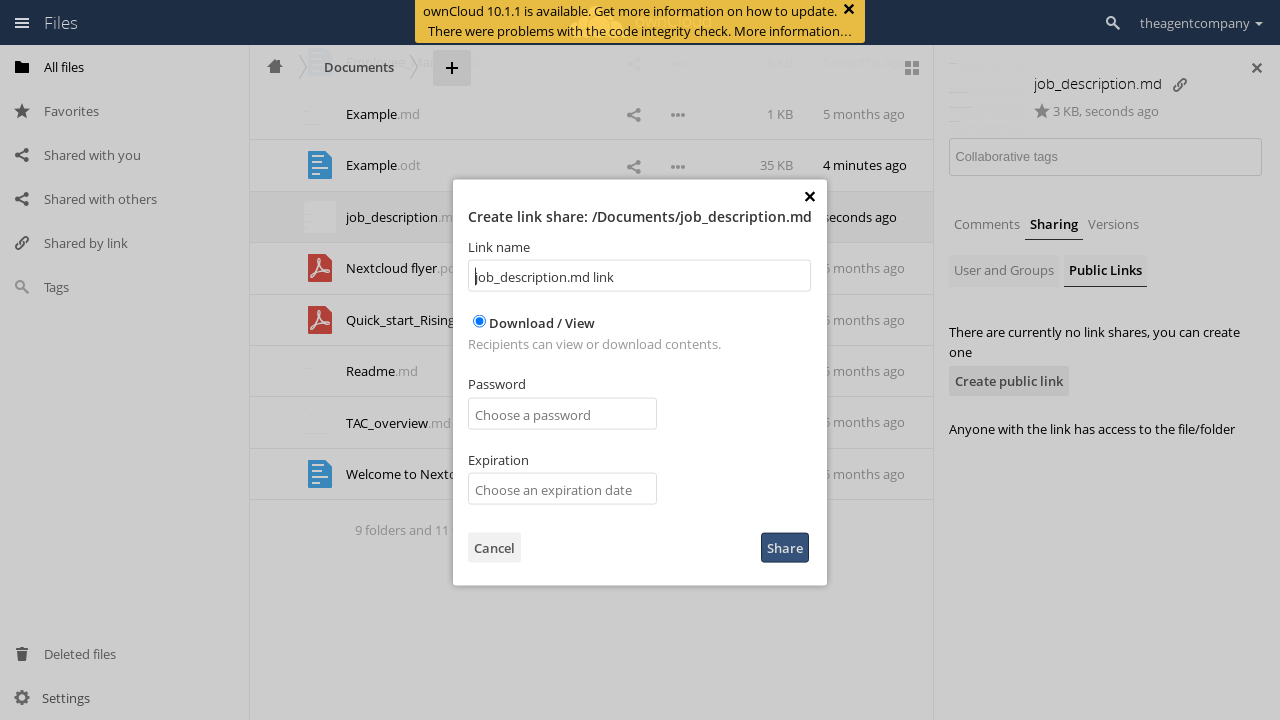 ownCloud 10.1.1 is available. Get more information on how to update.
There were problems with the code integrity check. More information…
Files
theagentcompany
All files
Favorites
Shared with you
Shared with others
Shared by link
Tags
Deleted files
Settings
Documents
Example.md
1 KB
5 months ago
Example.odt
35 KB
4 minutes ago
job_description.m
seconds ago
Nextcloud flyer.pd
5 months ago
Quick_start_Rising
5 months ago
Readme.md
5 months ago
TAC_overview.md
5 months ago
Welcome to Nextc
5 months ago
9 folders and 11
Create link share: /Documents/job_description.md
Link name
job_description.md link
Download / View
Recipients can view or download contents.
Password
Choose a password
Expiration
Choose an expiration date
Cancel
Share
job_description.md
3 KB, seconds ago
Collaborative tags
Comments
Sharing
Versions
User and Groups
Public Links
There are currently no link shares, you can create
one
Create public link
Anyone with the link has access to the file/folder